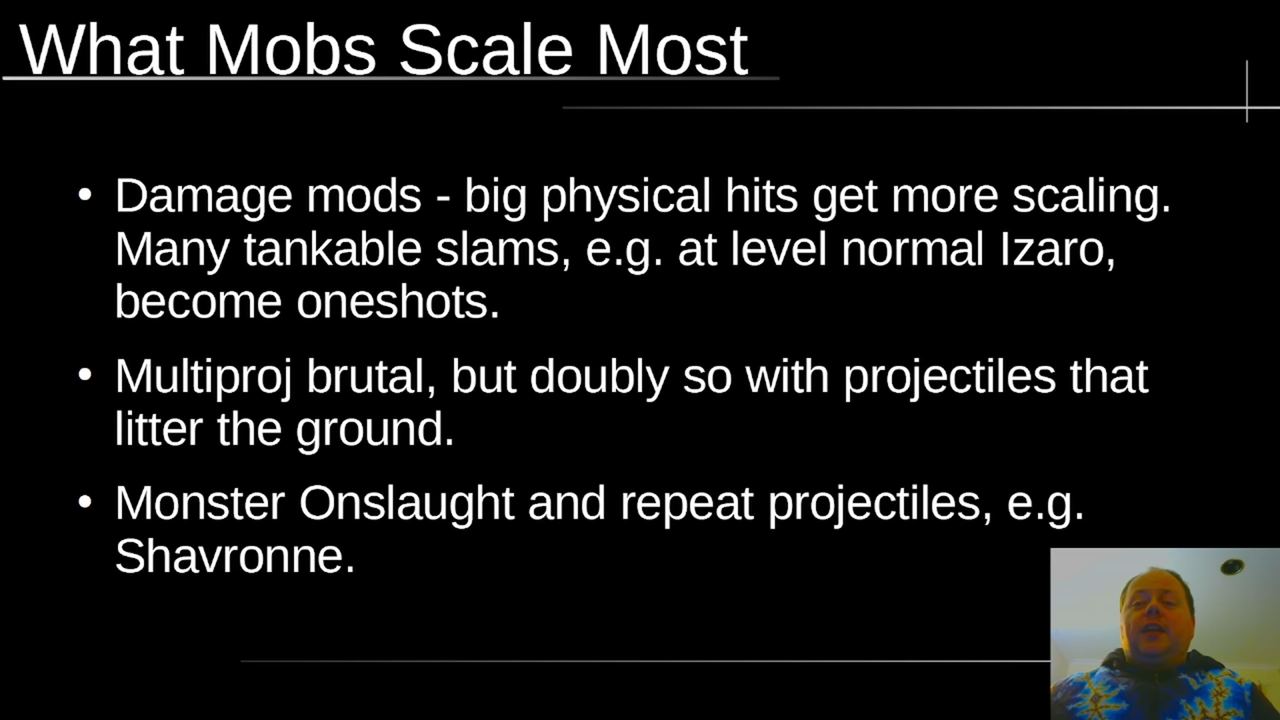 What Mobs Scale Most
• Damage mods - big physical hits get more scaling.
Many tankable slams, e.g. at level normal Izaro,
become oneshots.
• Multiproj brutal, but doubly so with projectiles that
litter the ground.
• Monster Onslaught and repeat projectiles, e.g.
Shavronne.